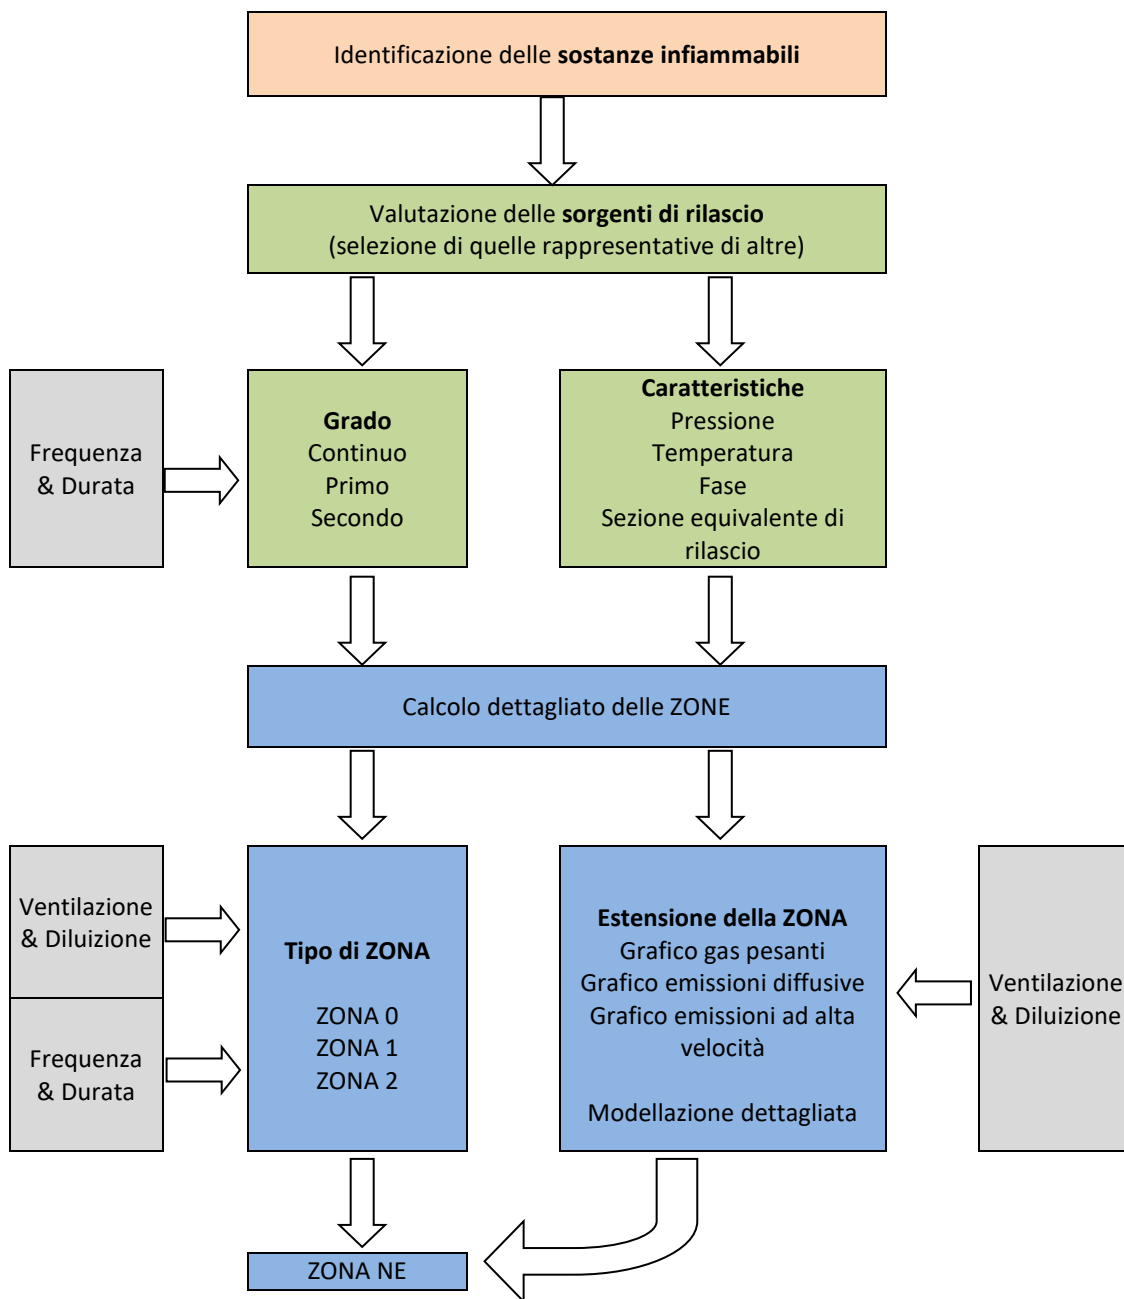 Identificazione delle sostanze infiammabili
Valutazione delle sorgenti di rilascio
(selezione di quelle rappresentative di altre)
Frequenza
& Durata
Grado
Continuo
Primo
Secondo
Caratteristiche
Pressione
Temperatura
Fase
Sezione equivalente di
rilascio
Calcolo dettagliato delle ZONE
Ventilazione
& Diluizione
Frequenza
& Durata
Tipo di ZONA
ZONA 0
ZONA 1
ZONA 2
Estensione della ZONA
Grafico gas pesanti
Grafico emissioni diffusive
Grafico emissioni ad alta
velocità
Modellazione dettagliata
Ventilazione
& Diluizione
ZONA NE